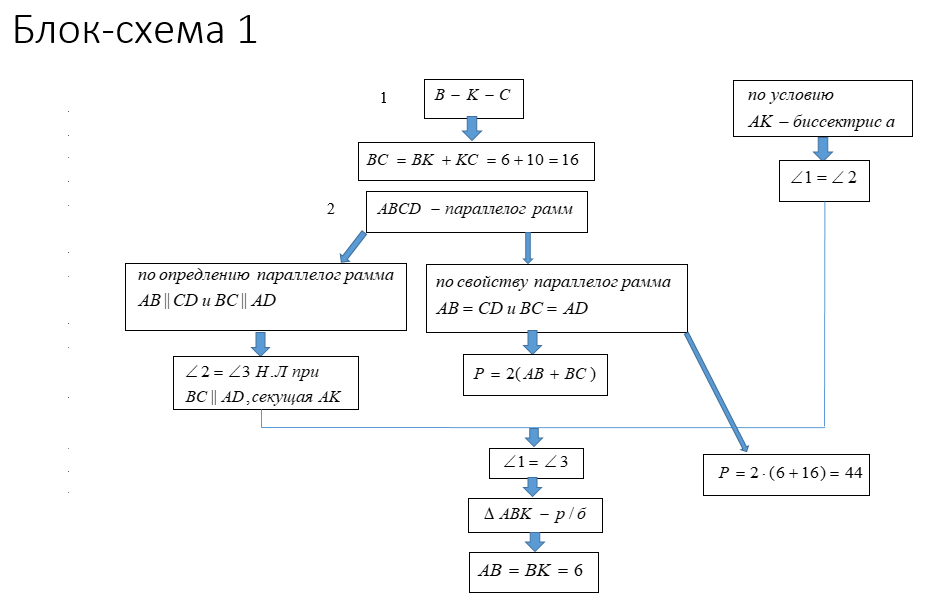 Блок-схема 1
1
B – K – C
по условию
AK – биссектрис а
BC = BK + KC = 6 + 10 = 16
∠1 = ∠ 2
2
ABCD – параллелог рамм
по опредлению параллелог рамма
AB || CD и BC || AD
по свойству параллелог рамма
AB = CD и BC = AD
∠ 2 = ∠3 Н.Л при
BC || AD ,секущая AK
P = 2( AB + BC )
∠1 = ∠ 3
P = 2 · (6 + 16) = 44
Δ ABK – р / б
AB = BK = 6